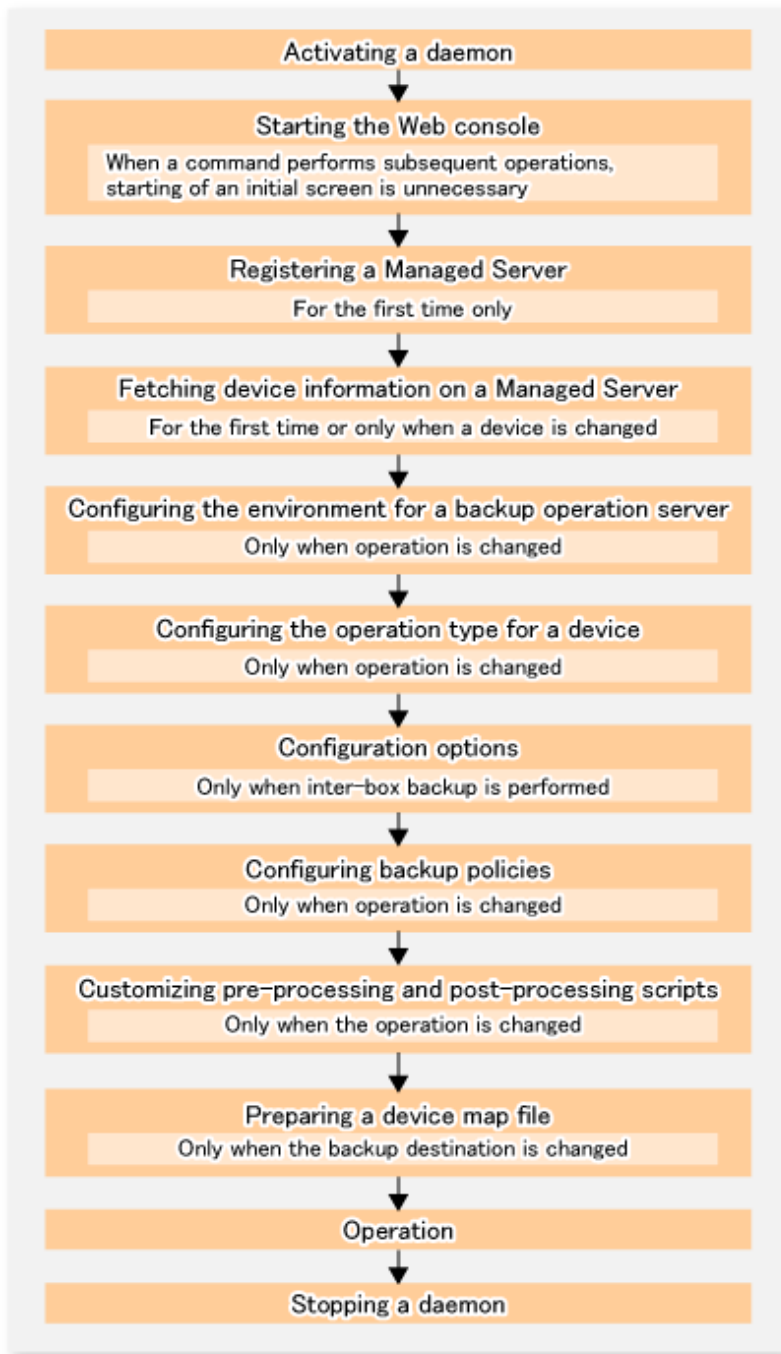 Activating a daemon
Starting the Web console
When a command performs subsequent operations,
starting of an initial screen is unnecessary
Registering a Managed Server
For the first time only
Fetching device information on a Managed Server
For the first time or only when a device is changed
Configuring the environment for a backup operation server
Only when operation is changed
Configuring the operation type for a device
Only when operation is changed
Configuration options
Only when inter-box backup is performed
Configuring backup policies
Only when operation is changed
Customizing pre-processing and post-processing scripts
Only when the operation is changed
Preparing a device map file
Only when the backup destination is changed
Operation
Stopping a daemon